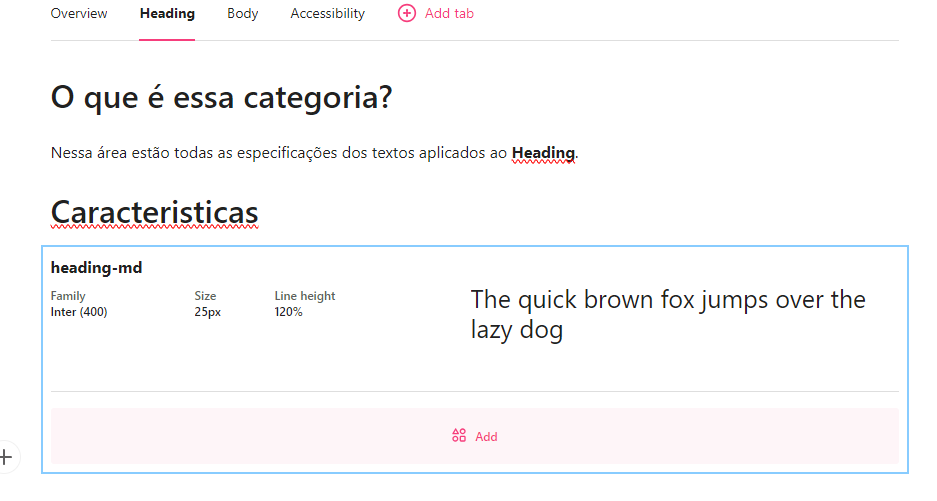 Overview Heading Body Accessibility Add tab
O que é essa categoria?
Nessa área estão todas as especificações dos textos aplicados ao Heading.
Caracteristicas
heading-md
Family Size Line height
Inter (400) 25px 120%
The quick brown fox jumps over the
lazy dog
Add